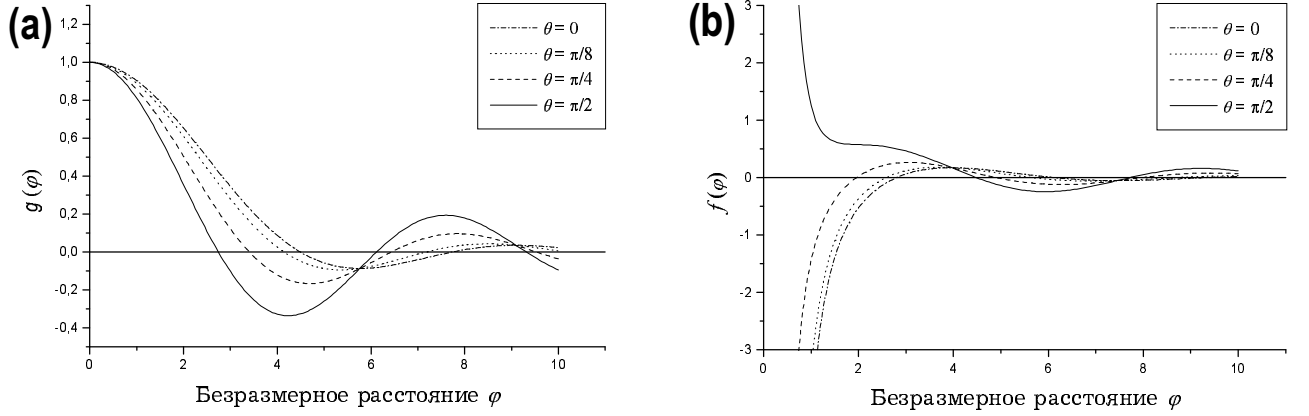 (a)
1,2
1,0
0,8
0,6
0,4
0,2
0,0
-0,2
-0,4
g (φ)
θ = 0
θ = π/8
θ = π/4
θ = π/2
0 2 4 6 8 10
Безразмерное расстояние φ
(b)
3
2
1
0
-1
-2
-3
f (φ)
θ = 0
θ = π/8
θ = π/4
θ = π/2
0 2 4 6 8 10
Безразмерное расстояние φ